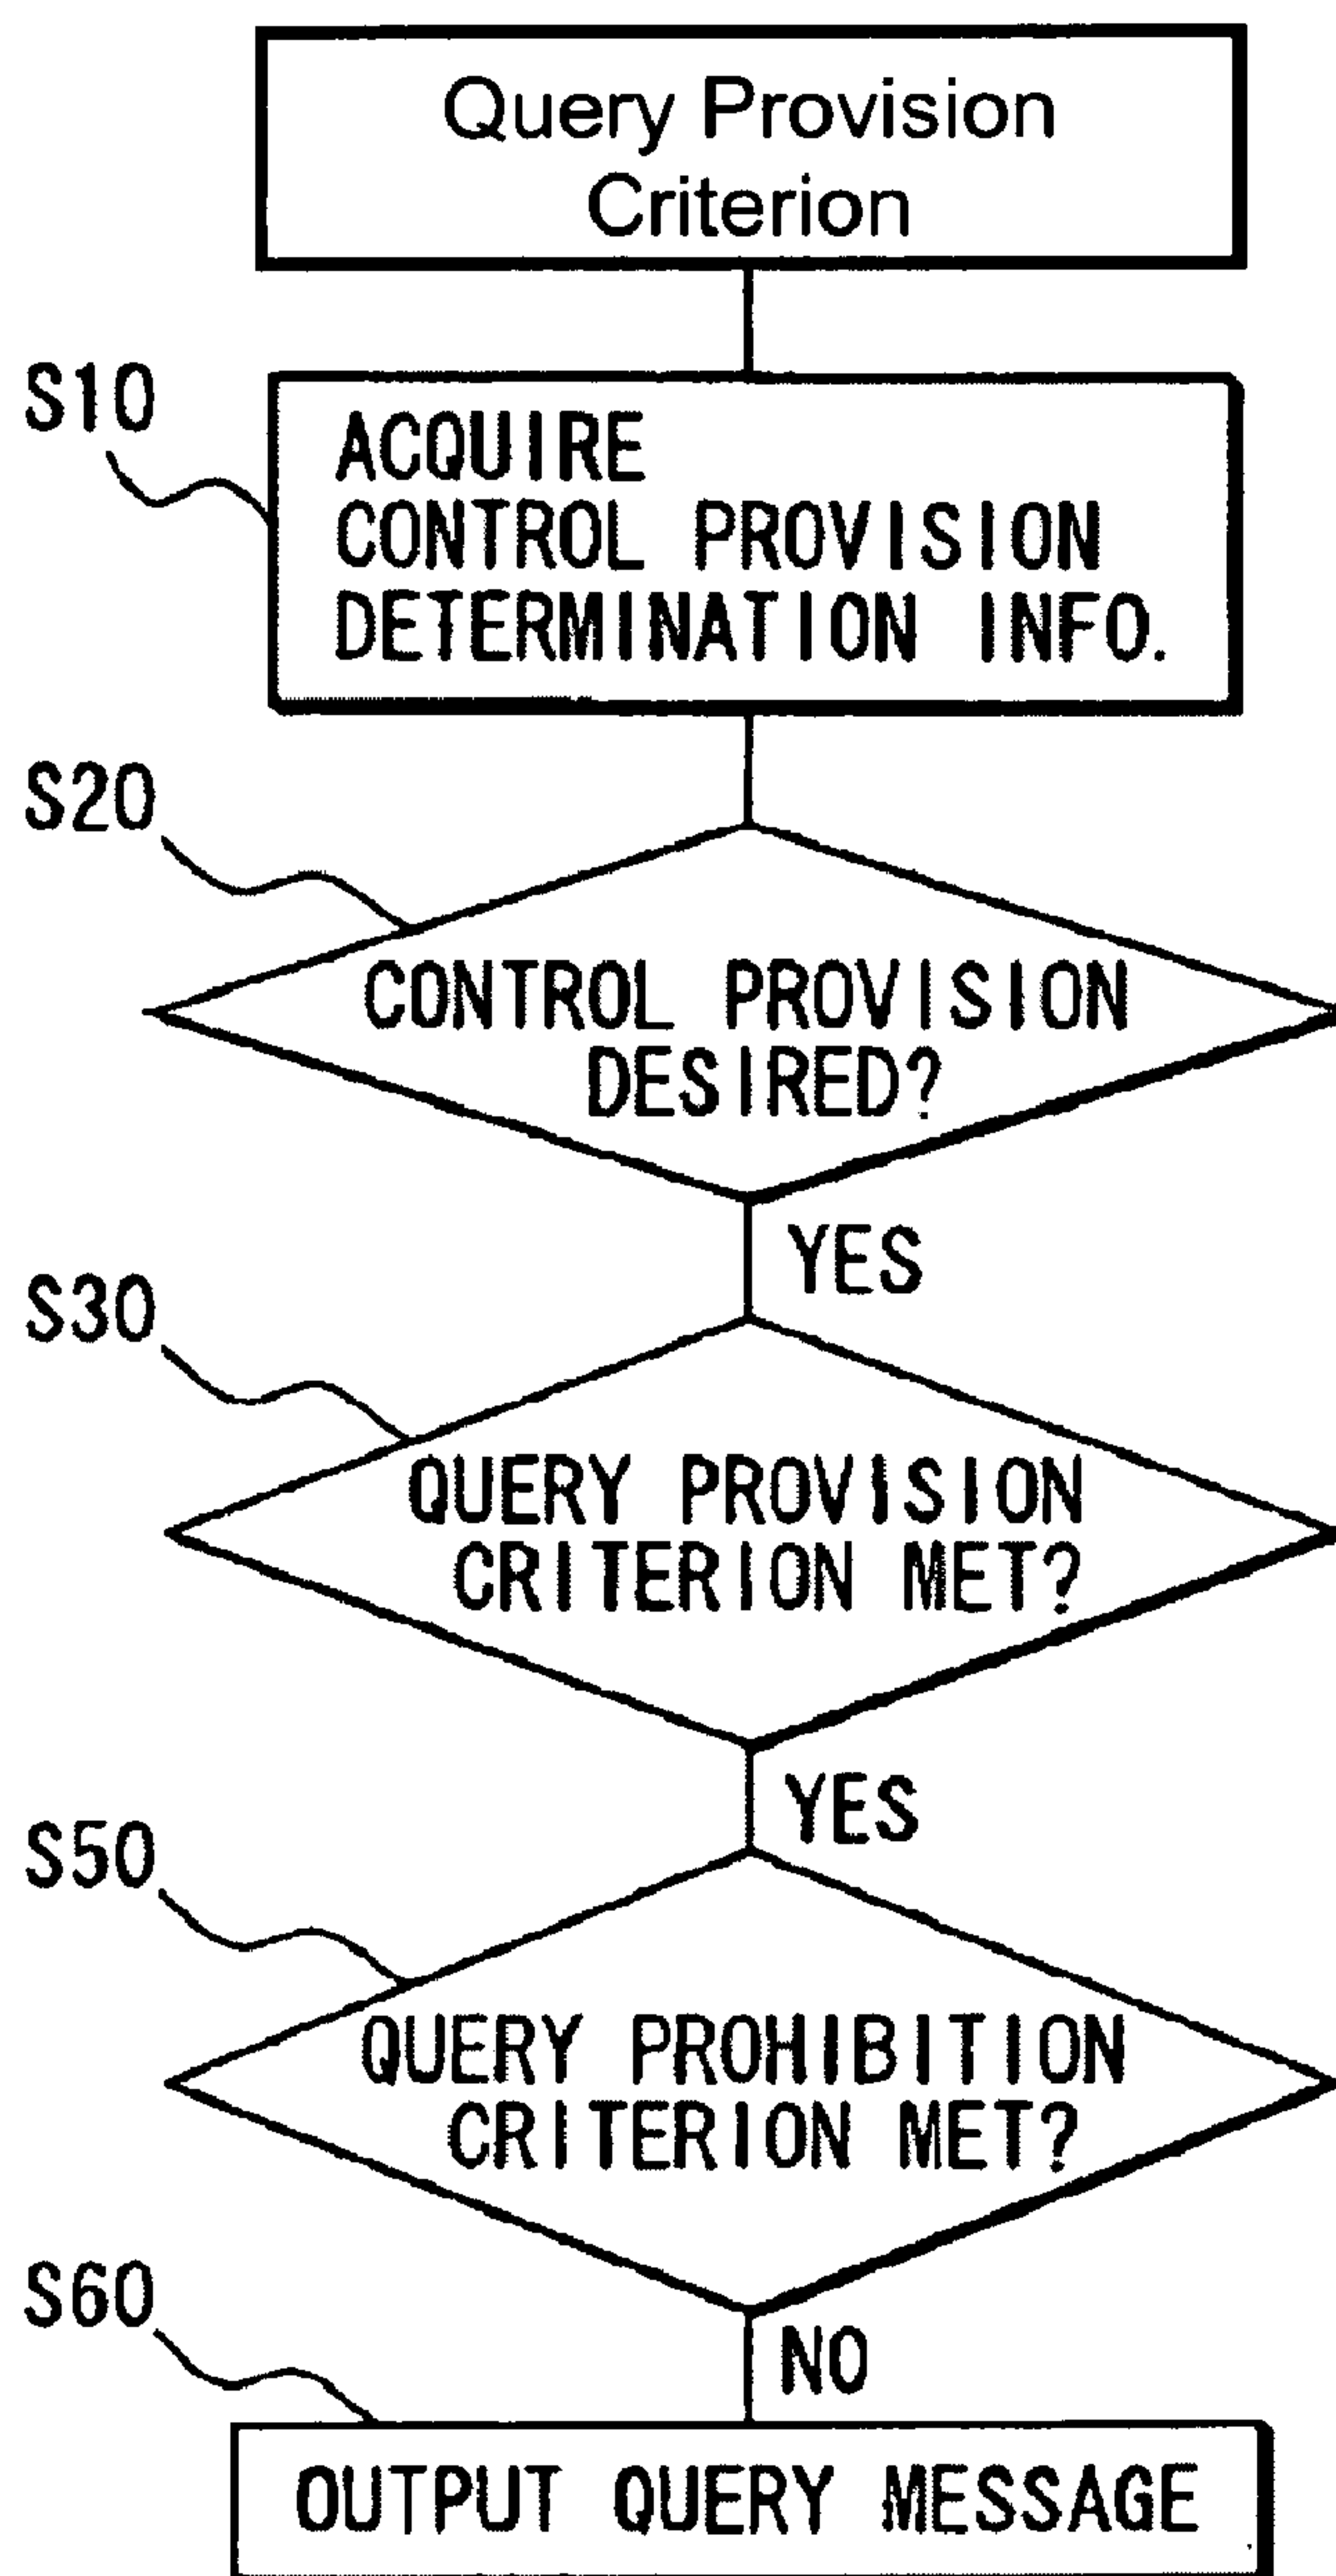 Query Provision
Criterion
S10
ACQUIRE
CONTROL PROVISION
DETERMINATION INFO.
S20
CONTROL PROVISION
DESIRED?
YES
S30
QUERY PROVISION
CRITERION MET?
YES
S50
QUERY PROHIBITION
CRITERION MET?
NO
S60
OUTPUT QUERY MESSAGE